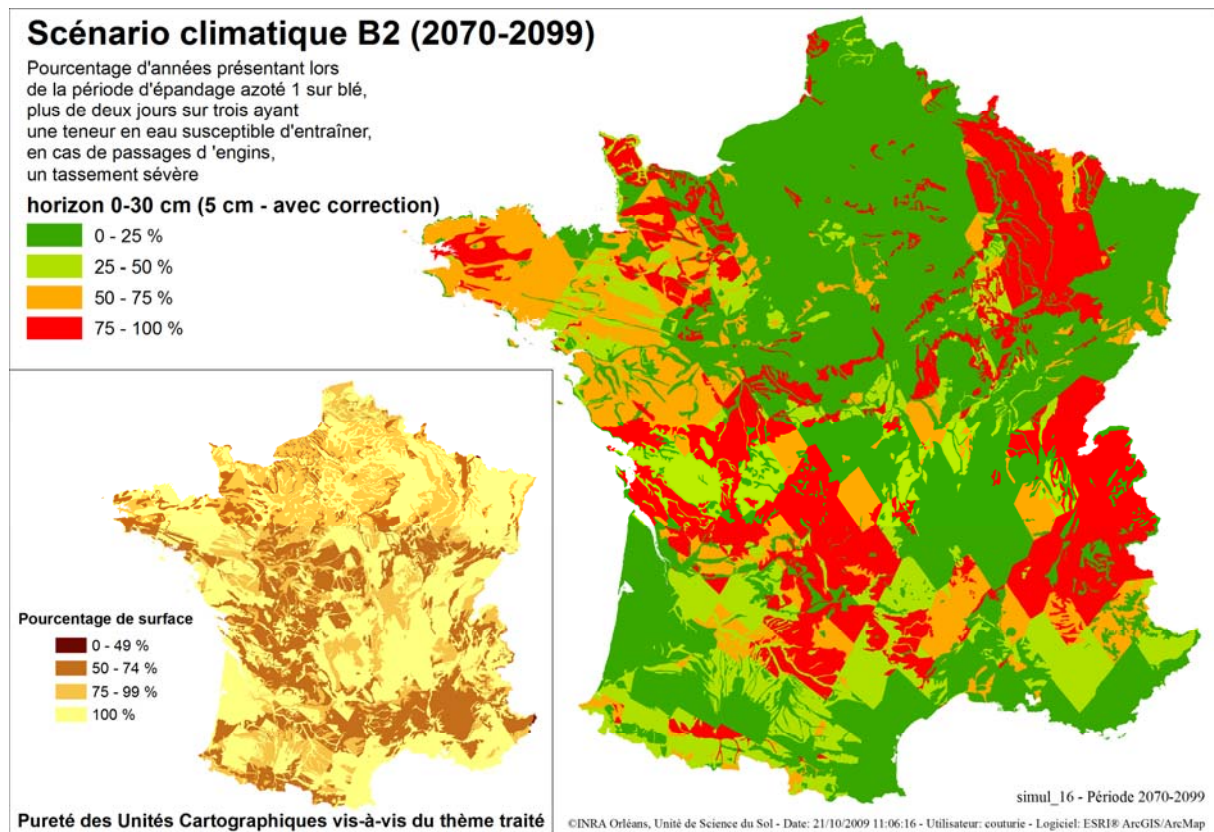 Scénario climatique B2 (2070-2099)
Pourcentage d'années présentant lors
de la période d'épandage azoté 1 sur blé,
plus de deux jours sur trois ayant
une teneur en eau susceptible d'entraîner,
en cas de passages d 'engins,
un tassement sévère
horizon 0-30 cm (5 cm - avec correction)
0 - 25 %
25 - 50 %
50 - 75 %
75 - 100 %
Pourcentage de surface
0 - 49 %
50 - 74 %
75 - 99 %
100 %
Pureté des Unités Cartographiques vis-à-vis du thème traité
simul_16 - Période 2070-2099
©INRA Orléans, Unité de Science du Sol - Date: 21/10/2009 11:06:16 - Utilisateur: couturie - Logiciel: ESRI® ArcGIS/ArcMap